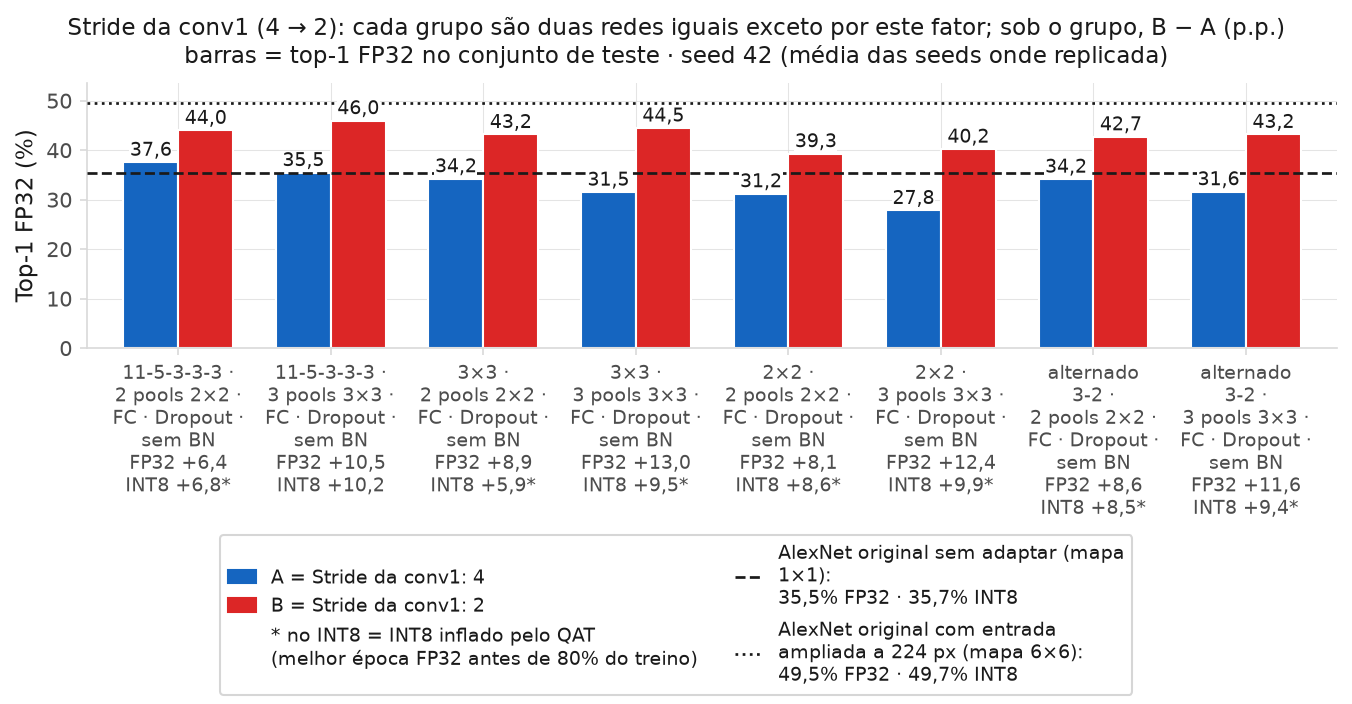 Stride da conv1 (4 → 2): cada grupo são duas redes iguais exceto por este fator; sob o grupo, B − A (p.p.)
barras = top-1 FP32 no conjunto de teste · seed 42 (média das seeds onde replicada)
Top-1 FP32 (%)
50
40
30
20
10
0
37,6
44,0
35,5
46,0
34,2
43,2
31,5
44,5
31,2
39,3
27,8
40,2
34,2
42,7
31,6
43,2
11-5-3-3-3 ·
2 pools 2×2 ·
FC · Dropout ·
sem BN
FP32 +6,4
INT8 +6,8*
11-5-3-3-3 ·
3 pools 3×3 ·
FC · Dropout ·
sem BN
FP32 +10,5
INT8 +10,2
3×3 ·
2 pools 2×2 ·
FC · Dropout ·
sem BN
FP32 +8,9
INT8 +5,9*
3×3 ·
3 pools 3×3 ·
FC · Dropout ·
sem BN
FP32 +13,0
INT8 +9,5*
2×2 ·
2 pools 2×2 ·
FC · Dropout ·
sem BN
FP32 +8,1
INT8 +8,6*
2×2 ·
3 pools 3×3 ·
FC · Dropout ·
sem BN
FP32 +12,4
INT8 +9,9*
alternado
3-2 ·
2 pools 2×2 ·
FC · Dropout ·
sem BN
FP32 +8,6
INT8 +8,5*
alternado
3-2 ·
3 pools 3×3 ·
FC · Dropout ·
sem BN
FP32 +11,6
INT8 +9,4*
A = Stride da conv1: 4
B = Stride da conv1: 2
* no INT8 = INT8 inflado pelo QAT
(melhor época FP32 antes de 80% do treino)
AlexNet original sem adaptar (mapa
1×1):
35,5% FP32 · 35,7% INT8
AlexNet original com entrada
ampliada a 224 px (mapa 6×6):
49,5% FP32 · 49,7% INT8